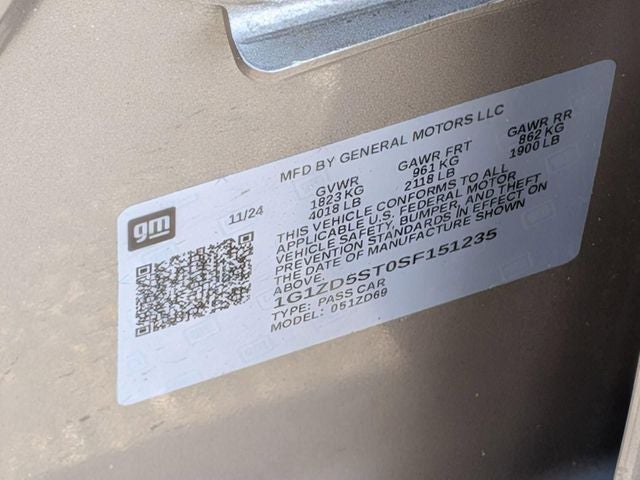 MFD BY GENERAL MOTORS LLC
11/24
GVWR GAWR FRT GAWR RR
1823 KG 961 KG 862 KG
4018 LB 2118 LB 1900 LB
gm
THIS VEHICLE CONFORMS TO ALL
APPLICABLE U.S. FEDERAL MOTOR
VEHICLE SAFETY, BUMPER, AND THEFT
PREVENTION STANDARDS IN EFFECT ON
THE DATE OF MANUFACTURE SHOWN
ABOVE.
1G1ZD5ST0SF151235
TYPE: PASS CAR
MODEL: 051ZD69